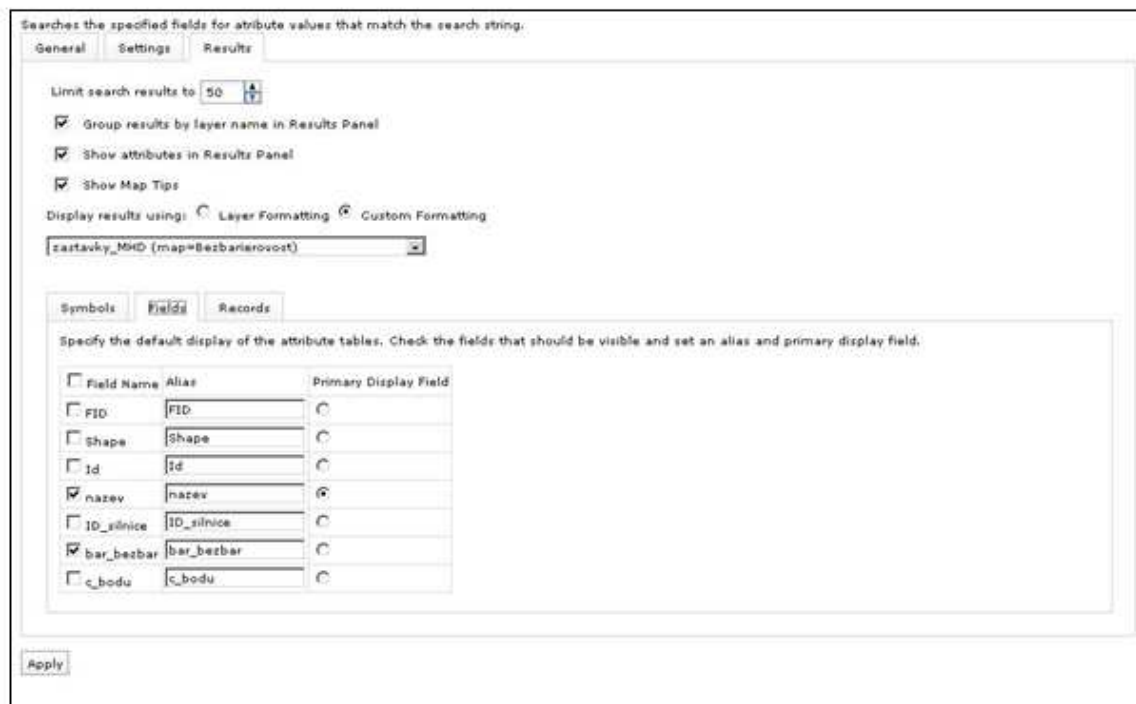 Searches the specified fields for atribute values that match the search string.
General Settings Results
Limit search results to 50
Group results by layer name in Results Panel
Show attributes in Results Panel
Show Map Tips
Display results using: Layer Formatting Custom Formatting
zastavky_MHD (map=Bezbarierovost)
Symbols Fields Records
Specify the default display of the attribute tables. Check the fields that should be visible and set an alias and primary display field.
Field Name Alias Primary Display Field
FID FID
Shape Shape
Id Id
nazev nazev
ID_silnice ID_silnice
bar_bezbar bar_bezbar
c_bodu c_bodu
Apply